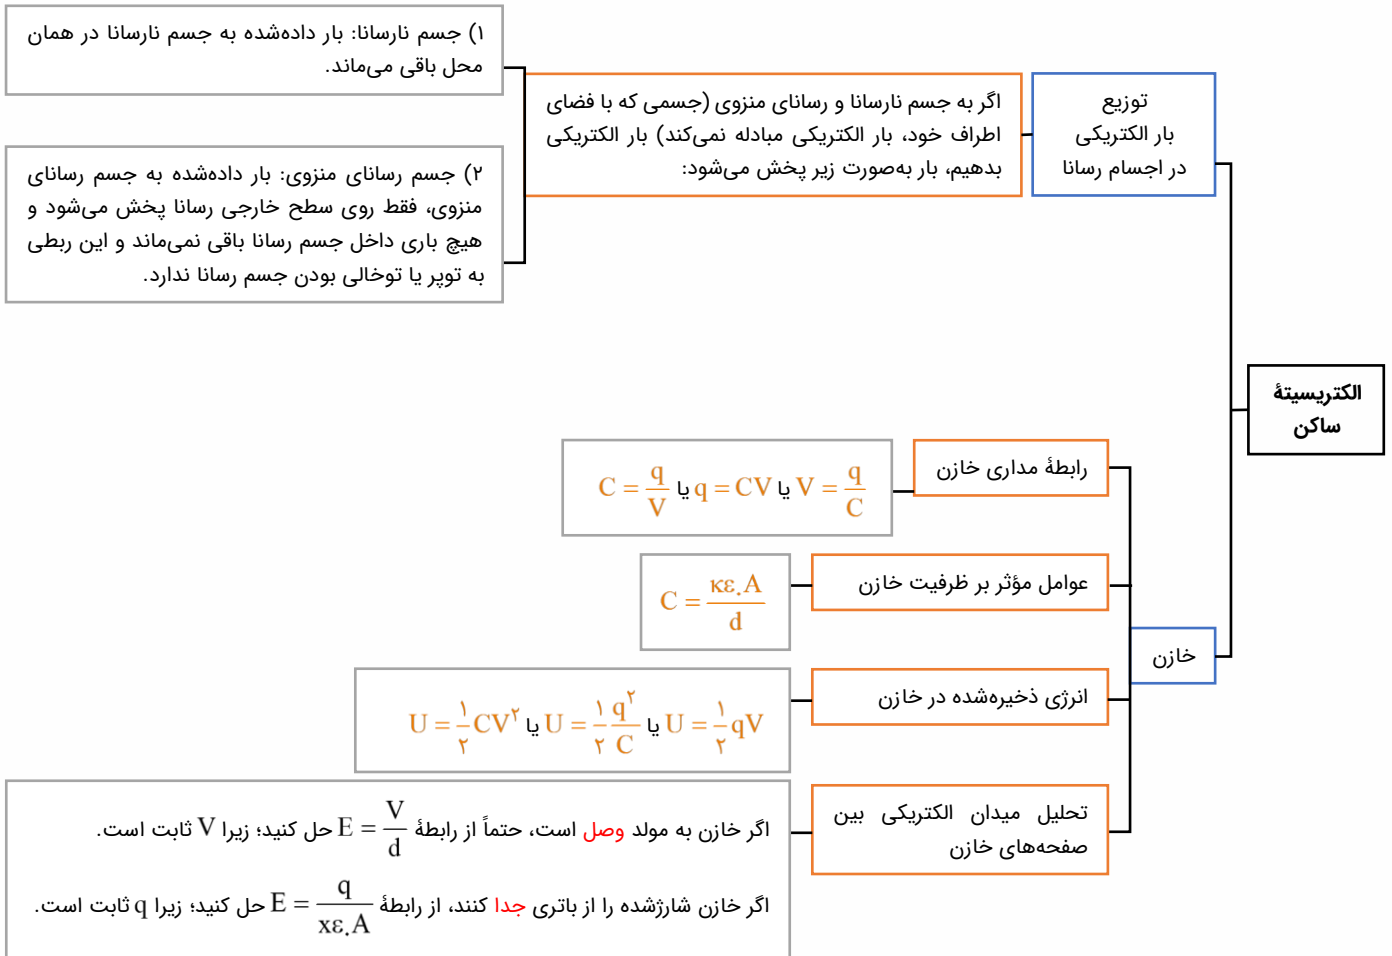 الکتریسیتهٔ
ساکن
توزیع
بار الکتریکی
در اجسام رسانا
اگر به جسم نارسانا و رسانای منزوی (جسمی که با فضای
اطراف خود، بار الکتریکی مبادله نمی‌کند) بار الکتریکی
بدهیم، بار به‌صورت زیر پخش می‌شود:
۱) جسم نارسانا: بار داده‌شده به جسم نارسانا در همان
محل باقی می‌ماند.
۲) جسم رسانای منزوی: بار داده‌شده به جسم رسانای
منزوی، فقط روی سطح خارجی رسانا پخش می‌شود و
هیچ باری داخل جسم رسانا باقی نمی‌ماند و این ربطی
به توپر یا توخالی بودن جسم رسانا ندارد.
خازن
رابطهٔ مداری خازن
V = q/C یا q = CV یا C = q/V
عوامل مؤثر بر ظرفیت خازن
C = κε.A/d
انرژی ذخیره‌شده در خازن
U = ۱/۲ qV یا U = ۱/۲ q^۲/C یا U = ۱/۲ CV^۲
تحلیل میدان الکتریکی بین
صفحه‌های خازن
اگر خازن به مولد وصل است، حتماً از رابطهٔ E = V/d حل کنید؛ زیرا V ثابت است.
اگر خازن شارژشده را از باتری جدا کنند، از رابطهٔ E = q/xε.A حل کنید؛ زیرا q ثابت است.